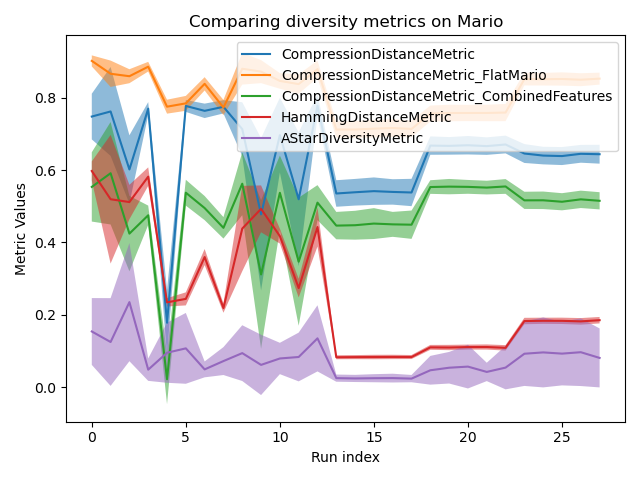 Comparing diversity metrics on Mario
CompressionDistanceMetric
CompressionDistanceMetric_FlatMario
CompressionDistanceMetric_CombinedFeatures
HammingDistanceMetric
AStarDiversityMetric
Metric Values
0.8
0.6
0.4
0.2
0.0
0 5 10 15 20 25
Run index